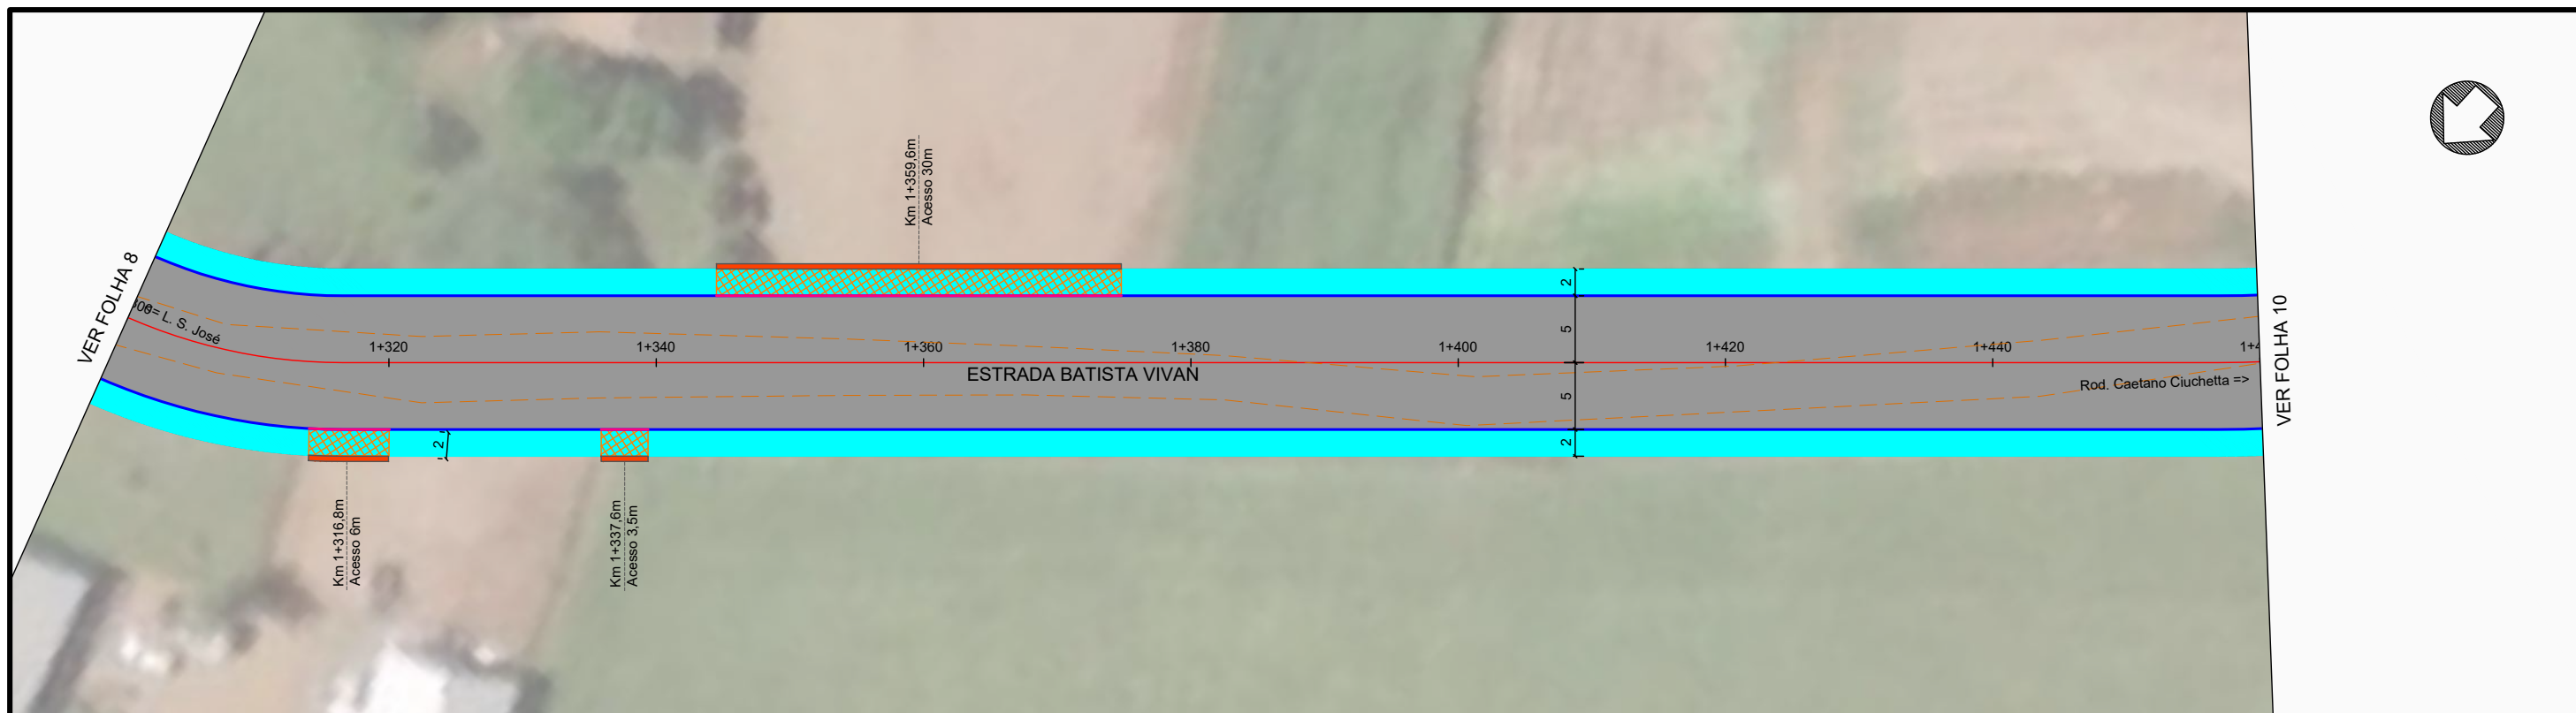 Km 1+359,6m
Acesso 30m
VER FOLHA 8
<= L. S. José
1+320
1+340
1+360
1+380
1+400
1+420
1+440
2
5
5
2
2
ESTRADA BATISTA VIVAN
Rod. Caetano Ciuchetta =>
VER FOLHA 10
Km 1+316,8m
Acesso 6m
Km 1+337,6m
Acesso 3,5m